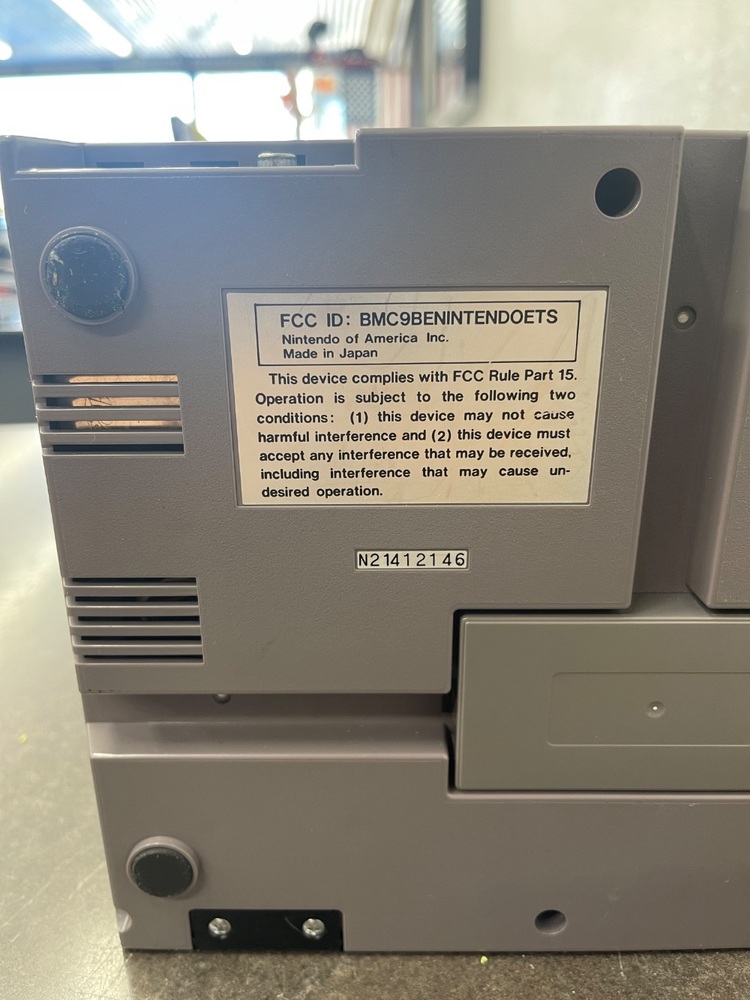 FCC ID: BMC9BENINTENDOETS
Nintendo of America Inc.
Made in Japan
This device complies with FCC Rule Part 15.
Operation is subject to the following two
conditions: (1) this device may not cause
harmful interference and (2) this device must
accept any interference that may be received,
including interference that may cause un-
desired operation.
N21412146